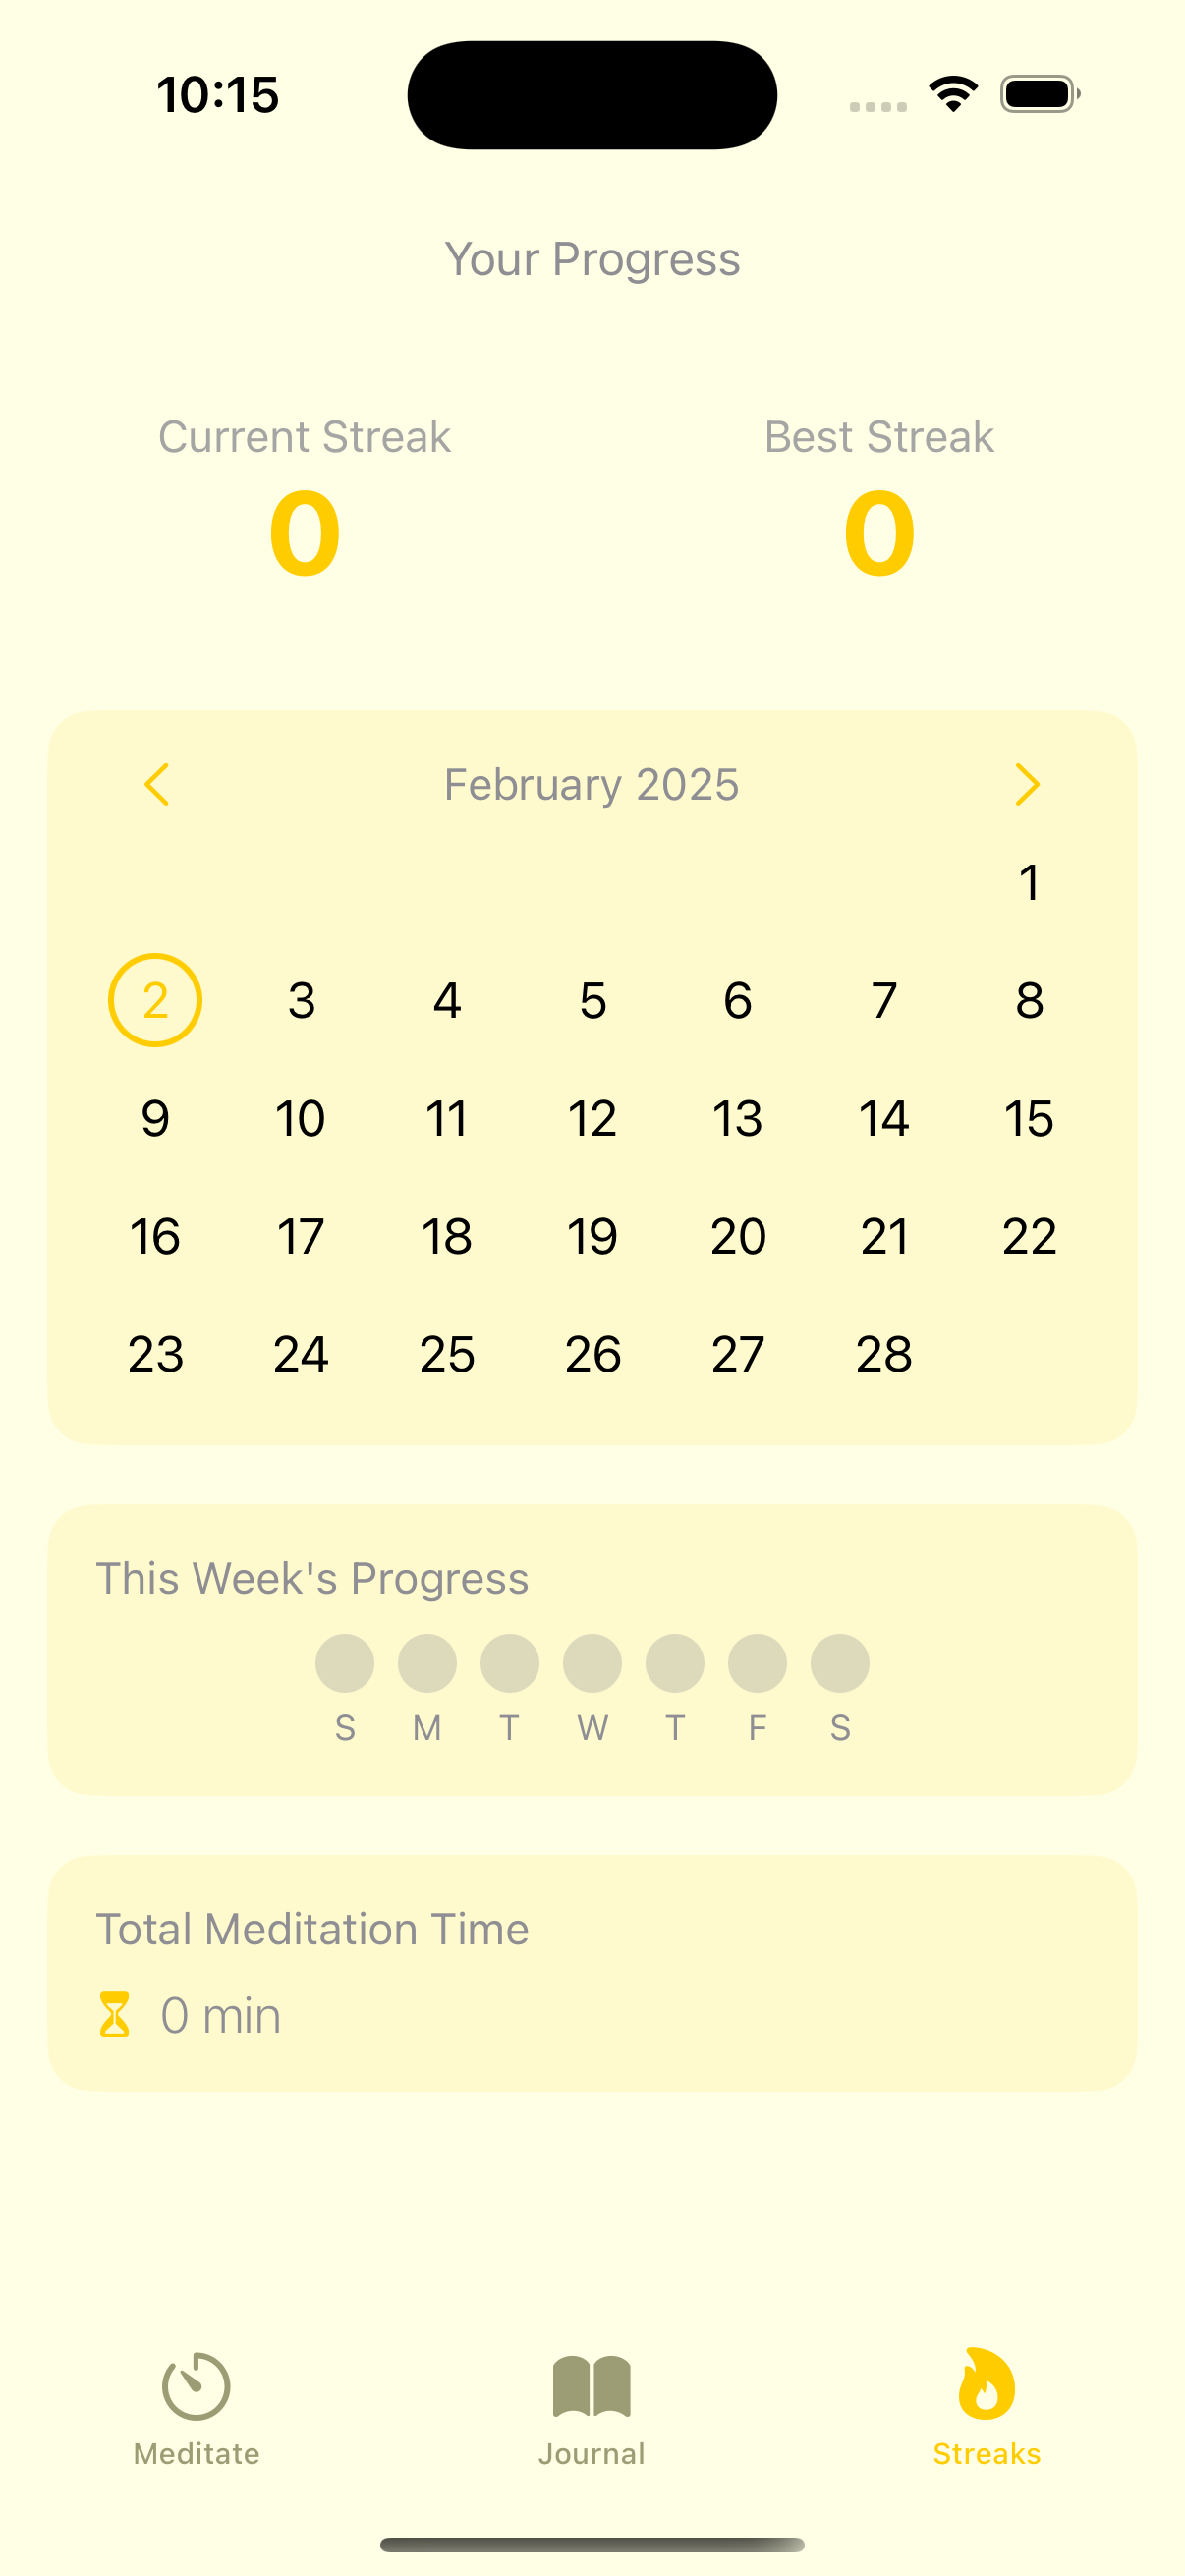 10:15
Your Progress
Current Streak Best Streak
0 0
February 2025
1
2 3 4 5 6 7 8
9 10 11 12 13 14 15
16 17 18 19 20 21 22
23 24 25 26 27 28
This Week's Progress
S M T W T F S
Total Meditation Time
0 min
Meditate Journal Streaks